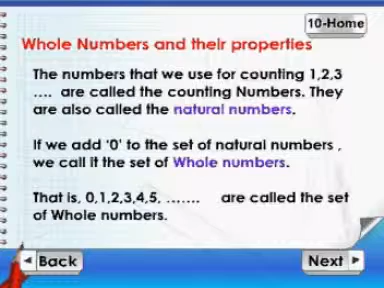 10-Home
Whole Numbers and their properties
The numbers that we use for counting 1,2,3
.... are called the counting Numbers. They
are also called the natural numbers.
If we add '0' to the set of natural numbers ,
we call it the set of Whole numbers.
That is, 0,1,2,3,4,5, ....... are called the set
of Whole numbers.
Back
Next